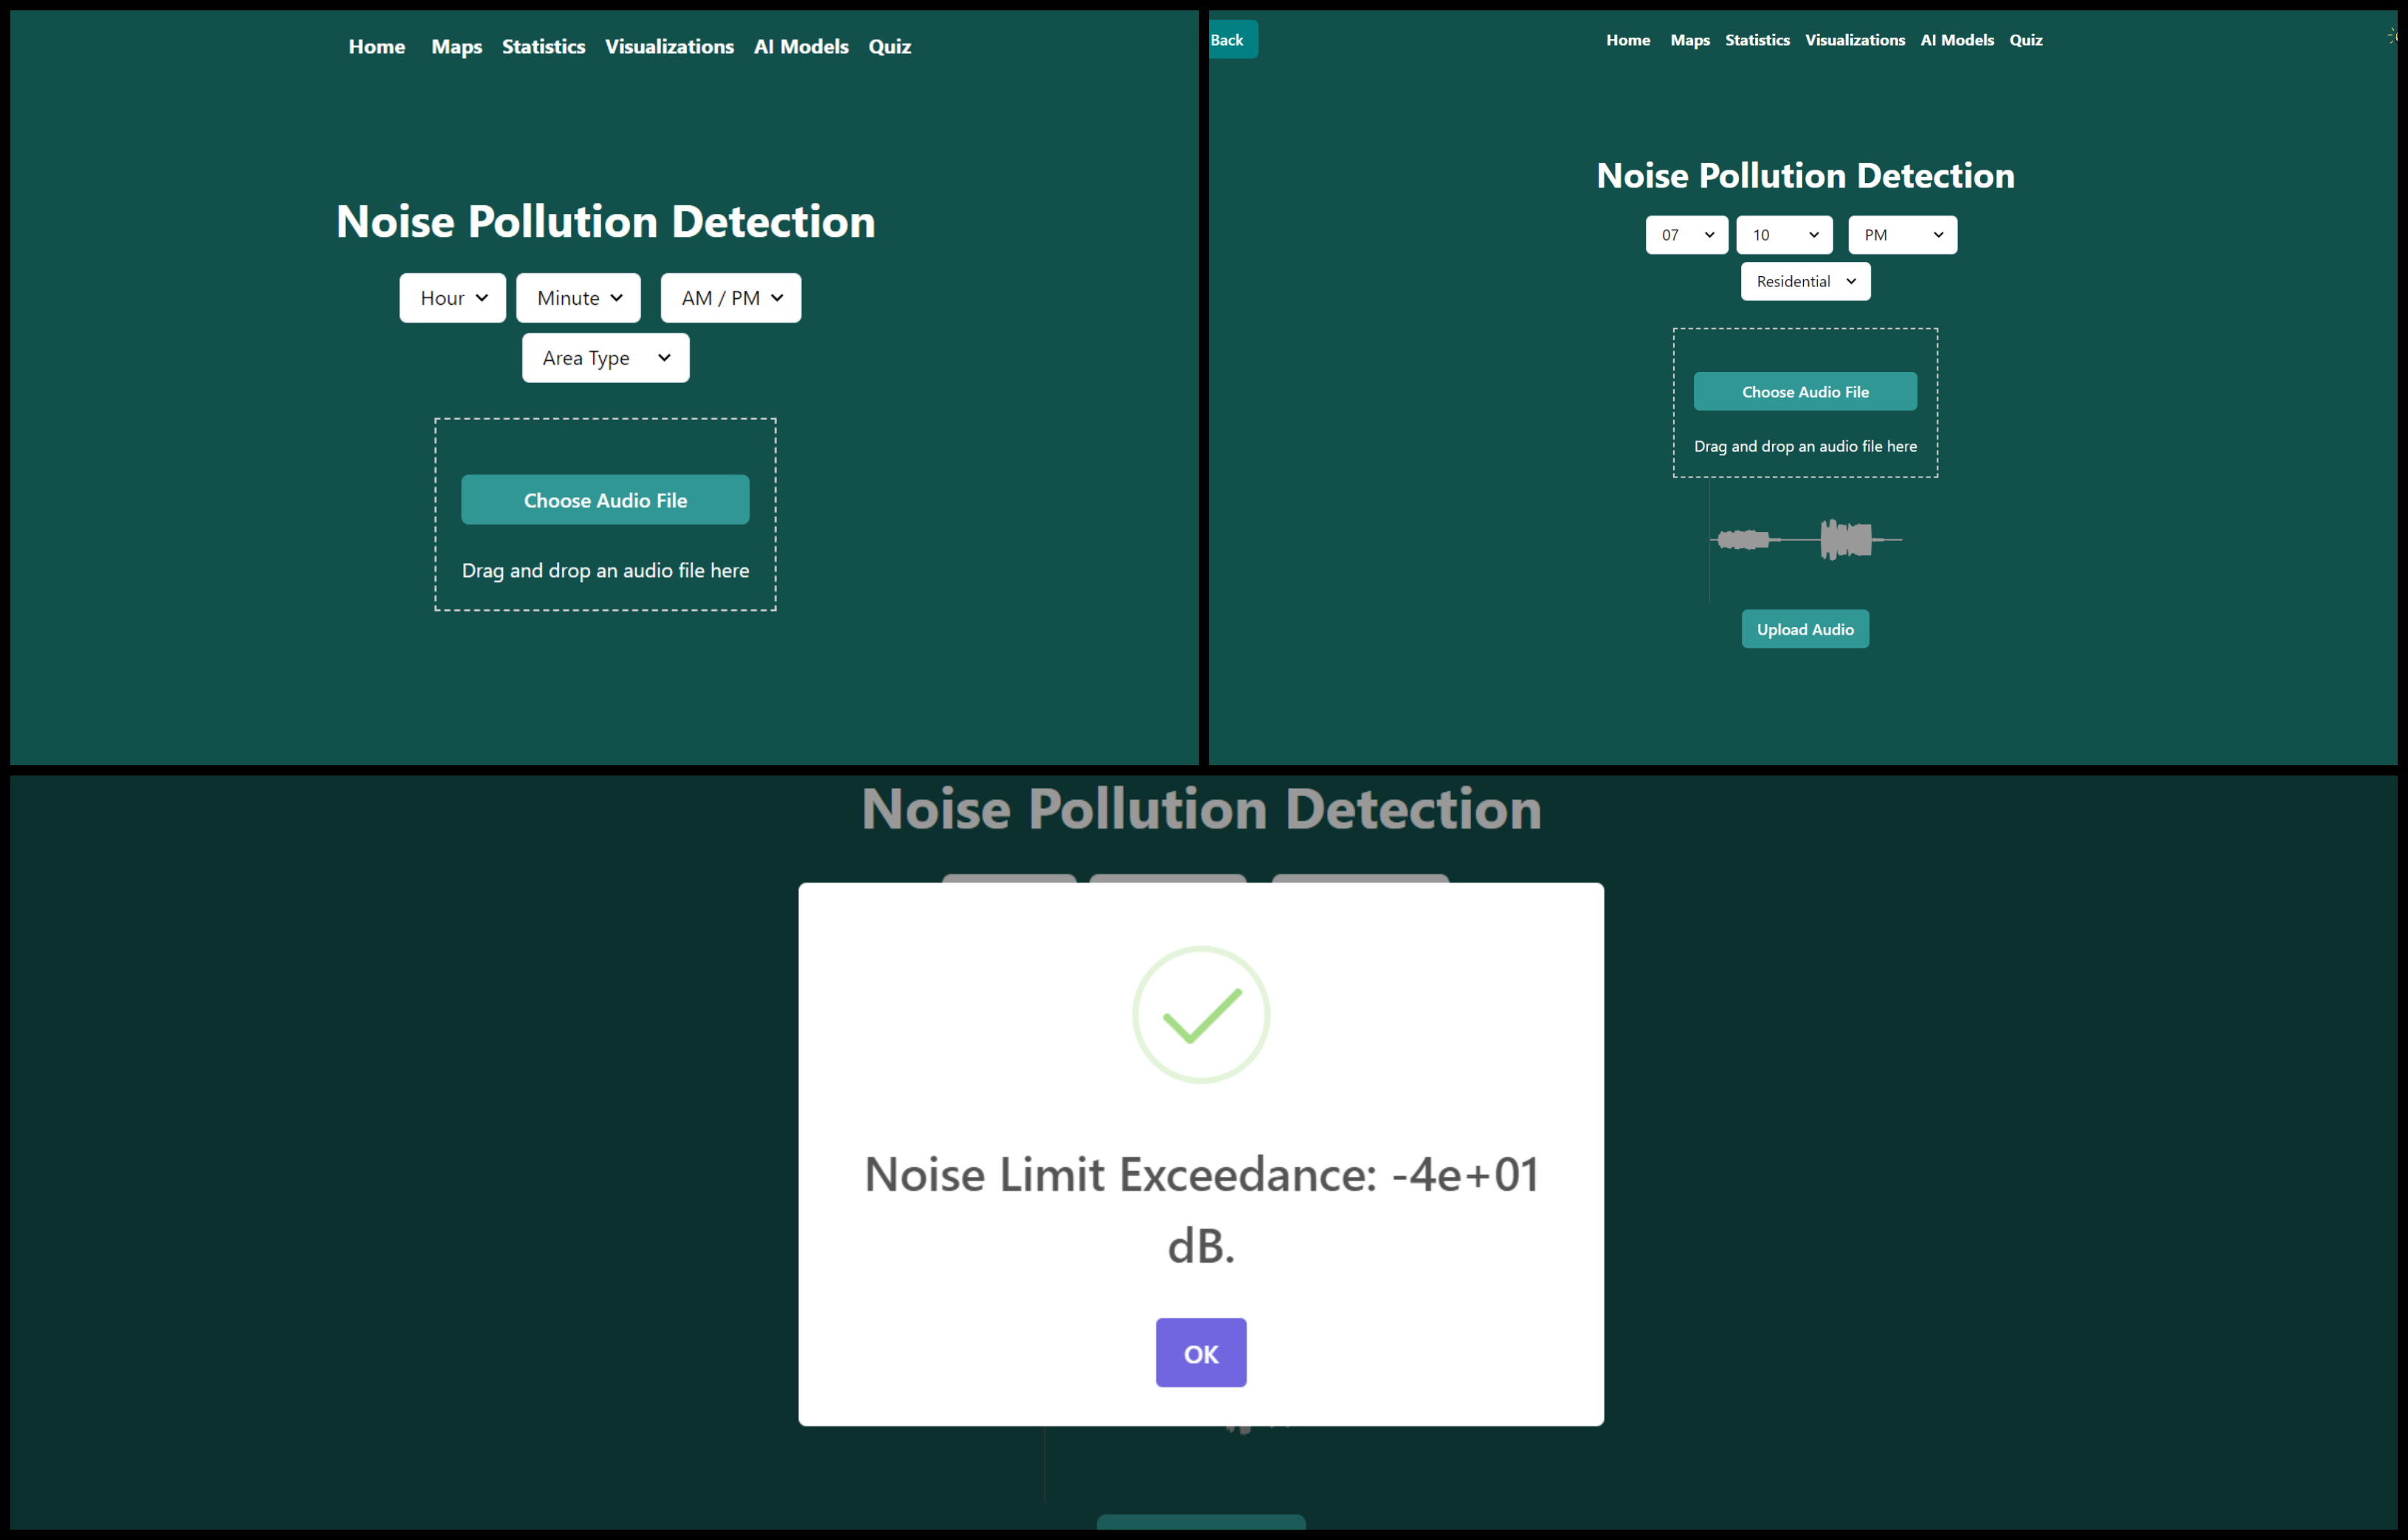 Home Maps Statistics Visualizations AI Models Quiz
Noise Pollution Detection
Hour Minute AM / PM
Area Type
Choose Audio File
Drag and drop an audio file here
Back Home Maps Statistics Visualizations AI Models Quiz
Noise Pollution Detection
07 10 PM
Residential
Choose Audio File
Drag and drop an audio file here
Upload Audio
Noise Pollution Detection
Noise Limit Exceedance: -4e+01
dB.
OK